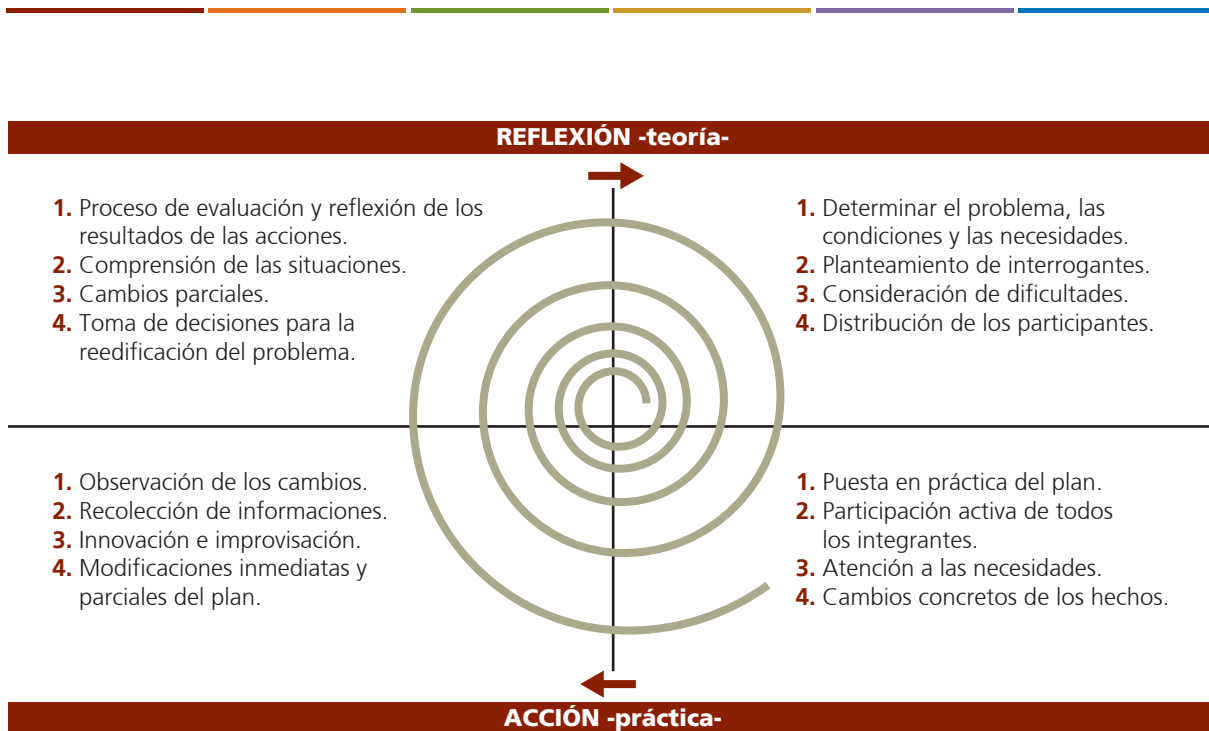 REFLEXIÓN -teoría-
1. Proceso de evaluación y reflexión de los
resultados de las acciones.
2. Comprensión de las situaciones.
3. Cambios parciales.
4. Toma de decisiones para la
reedificación del problema.
1. Determinar el problema, las
condiciones y las necesidades.
2. Planteamiento de interrogantes.
3. Consideración de dificultades.
4. Distribución de los participantes.
1. Observación de los cambios.
2. Recolección de informaciones.
3. Innovación e improvisación.
4. Modificaciones inmediatas y
parciales del plan.
1. Puesta en práctica del plan.
2. Participación activa de todos
los integrantes.
3. Atención a las necesidades.
4. Cambios concretos de los hechos.
ACCIÓN -práctica-